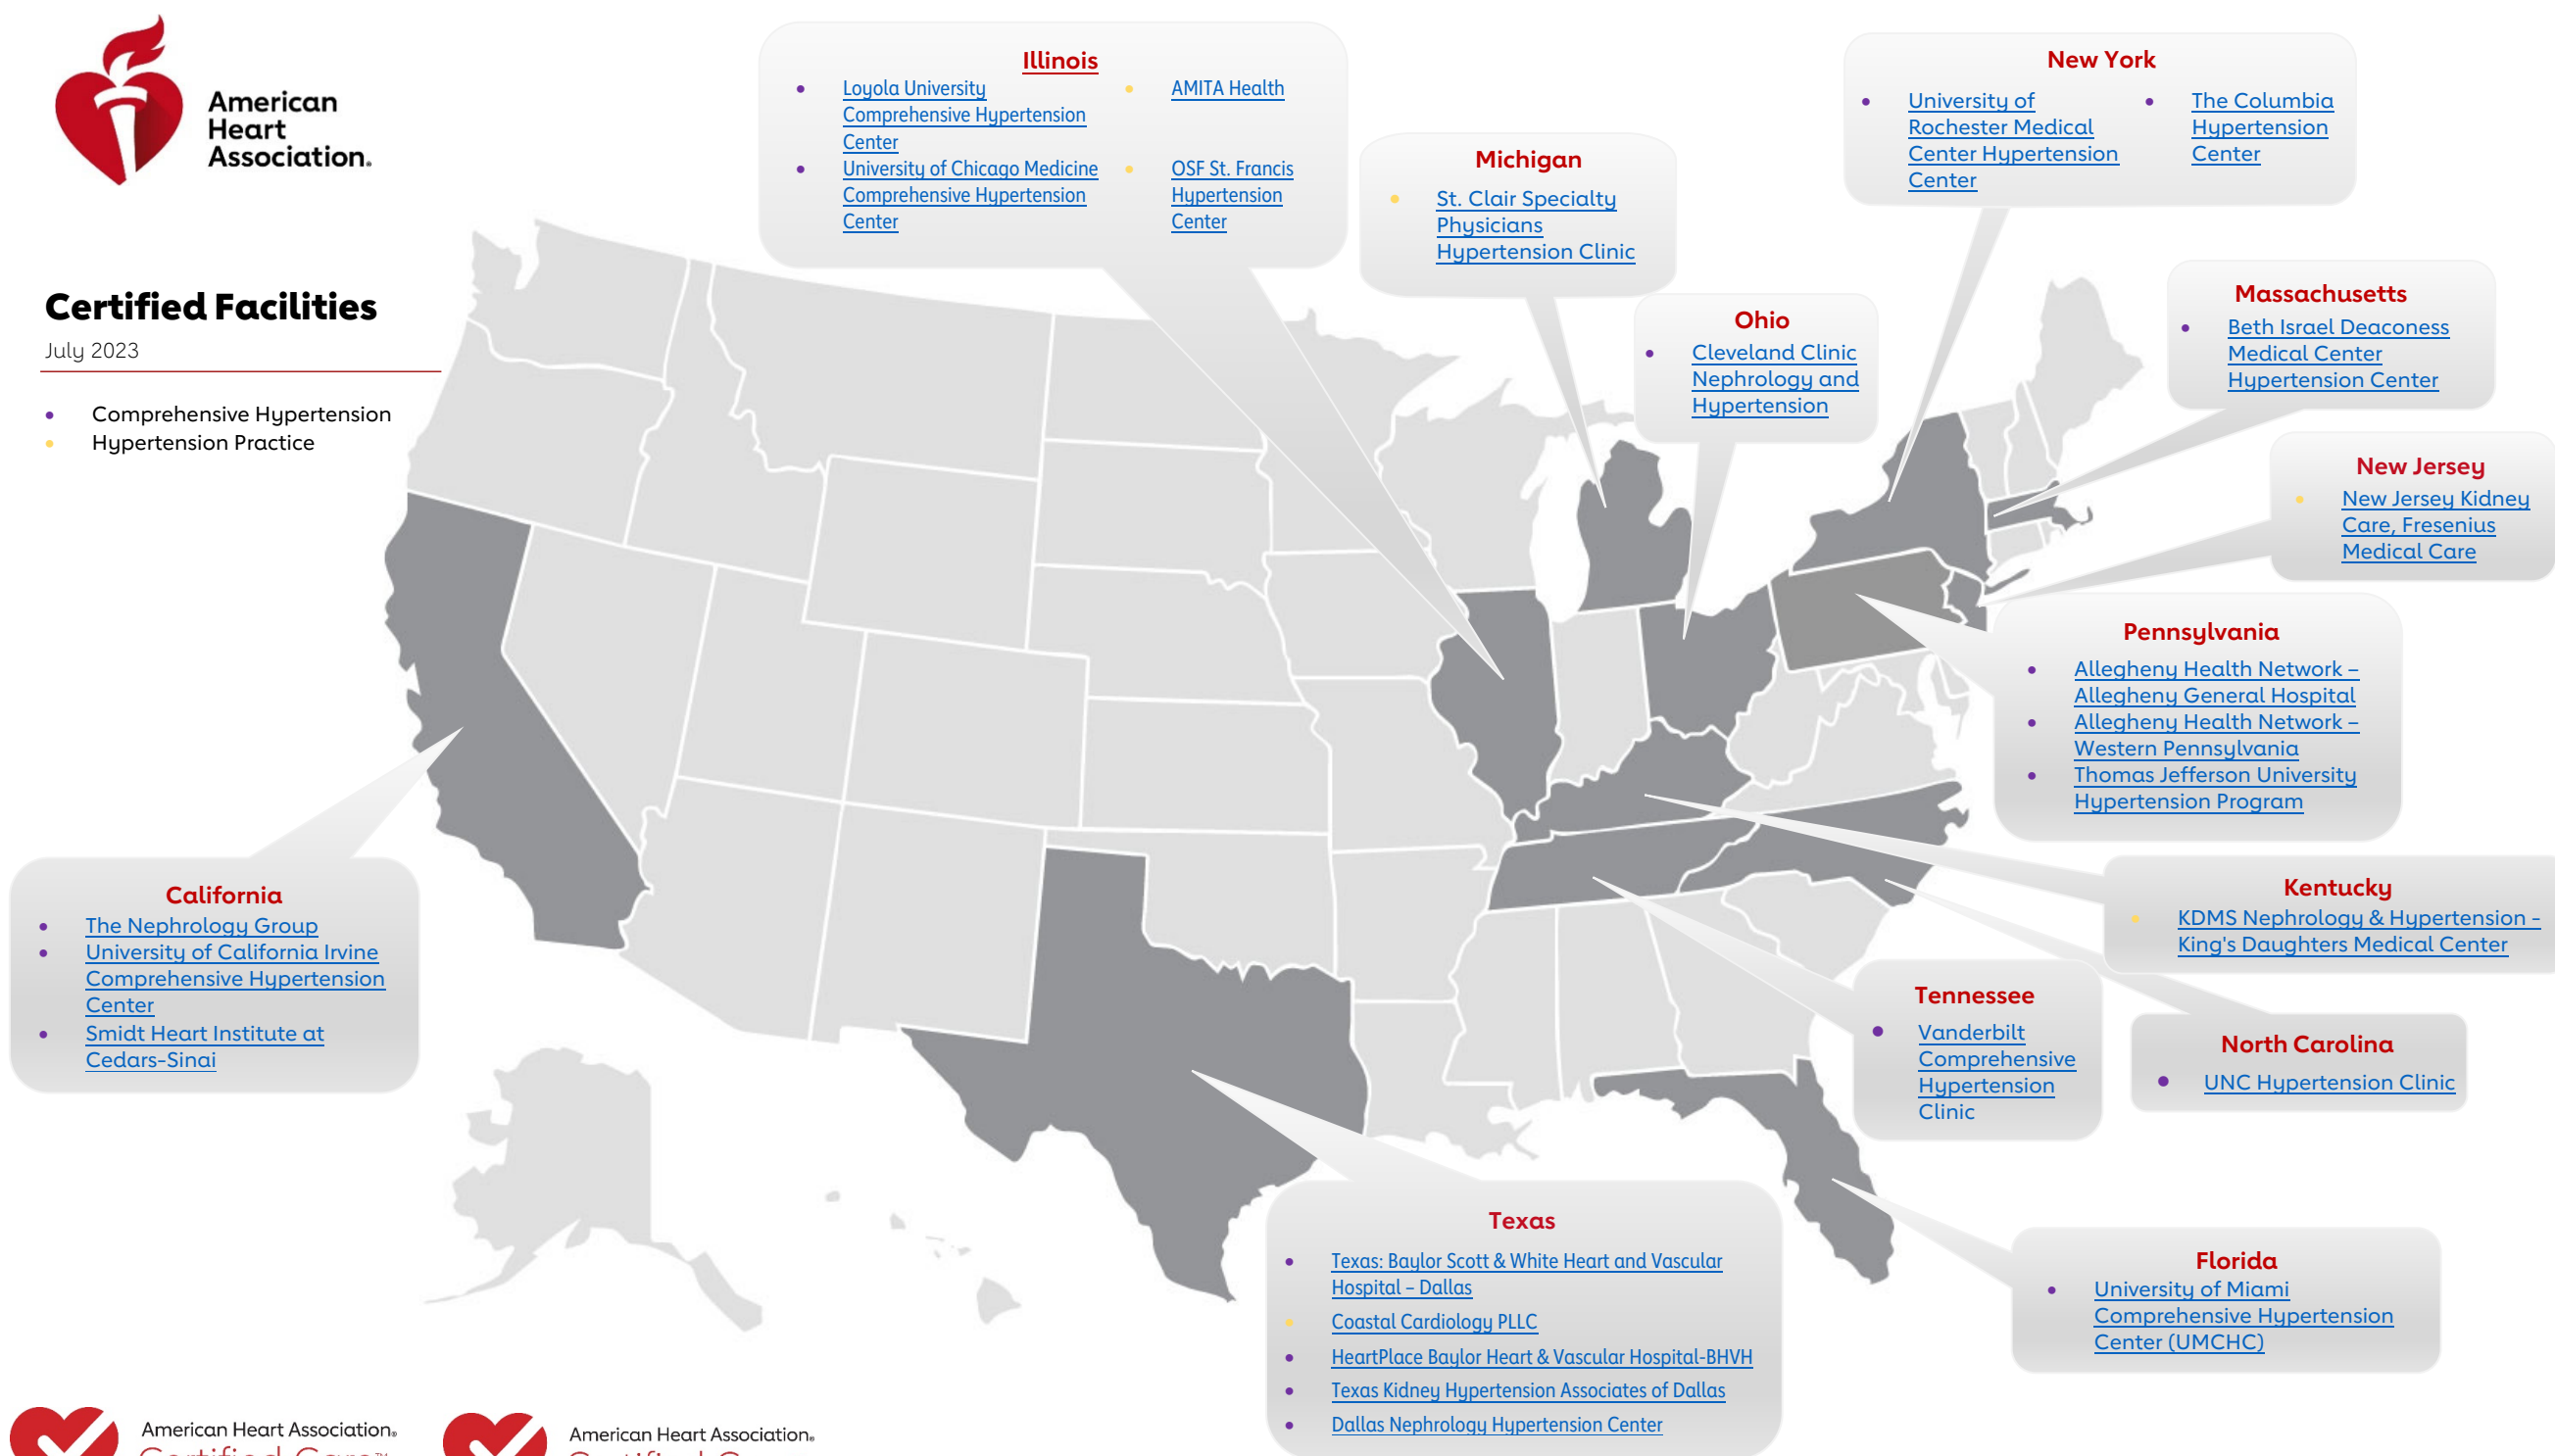 American
Heart
Association®
Certified Facilities
July 2023
• Comprehensive Hypertension
• Hypertension Practice
Illinois
• Loyola University
Comprehensive Hypertension
Center
• University of Chicago Medicine
Comprehensive Hypertension
Center
• AMITA Health
• OSF St. Francis
Hypertension
Center
Michigan
• St. Clair Specialty
Physicians
Hypertension Clinic
New York
• University of
Rochester Medical
Center Hypertension
Center
• The Columbia
Hypertension
Center
Ohio
• Cleveland Clinic
Nephrology and
Hypertension
Massachusetts
• Beth Israel Deaconess
Medical Center
Hypertension Center
New Jersey
• New Jersey Kidney
Care, Fresenius
Medical Care
Pennsylvania
• Allegheny Health Network –
Allegheny General Hospital
• Allegheny Health Network –
Western Pennsylvania
• Thomas Jefferson University
Hypertension Program
California
• The Nephrology Group
• University of California Irvine
Comprehensive Hypertension
Center
• Smidt Heart Institute at
Cedars-Sinai
Kentucky
• KDMS Nephrology & Hypertension -
King's Daughters Medical Center
Tennessee
• Vanderbilt
Comprehensive
Hypertension
Clinic
North Carolina
• UNC Hypertension Clinic
Texas
• Texas: Baylor Scott & White Heart and Vascular
Hospital – Dallas
• Coastal Cardiology PLLC
• HeartPlace Baylor Heart & Vascular Hospital-BHVH
• Texas Kidney Hypertension Associates of Dallas
• Dallas Nephrology Hypertension Center
Florida
• University of Miami
Comprehensive Hypertension
Center (UMCHC)
American Heart Association®
Certified Care™
American Heart Association®